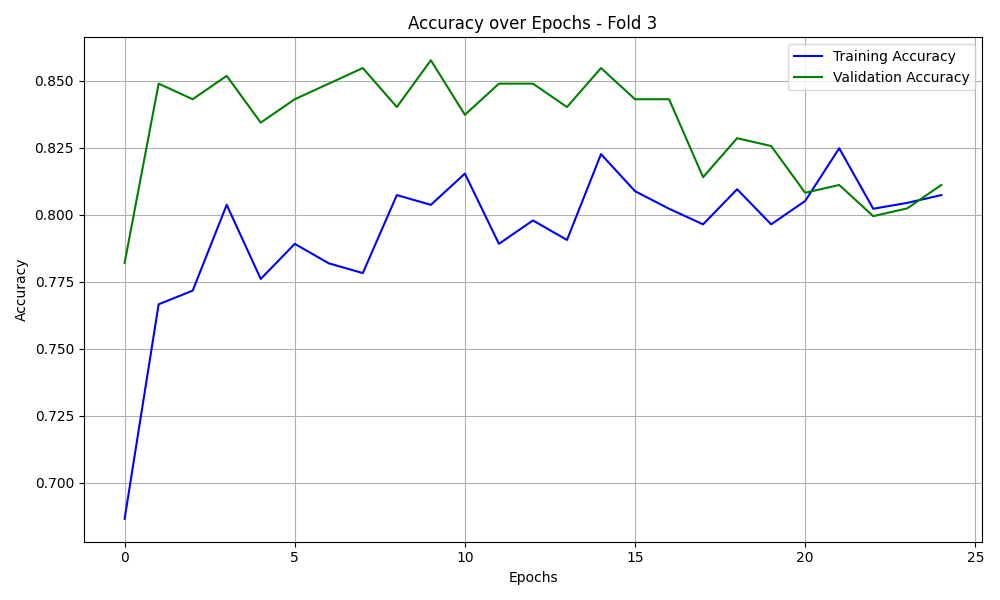 Accuracy over Epochs - Fold 3
Training Accuracy
Validation Accuracy
Accuracy
0.850
0.825
0.800
0.775
0.750
0.725
0.700
0 5 10 15 20 25
Epochs